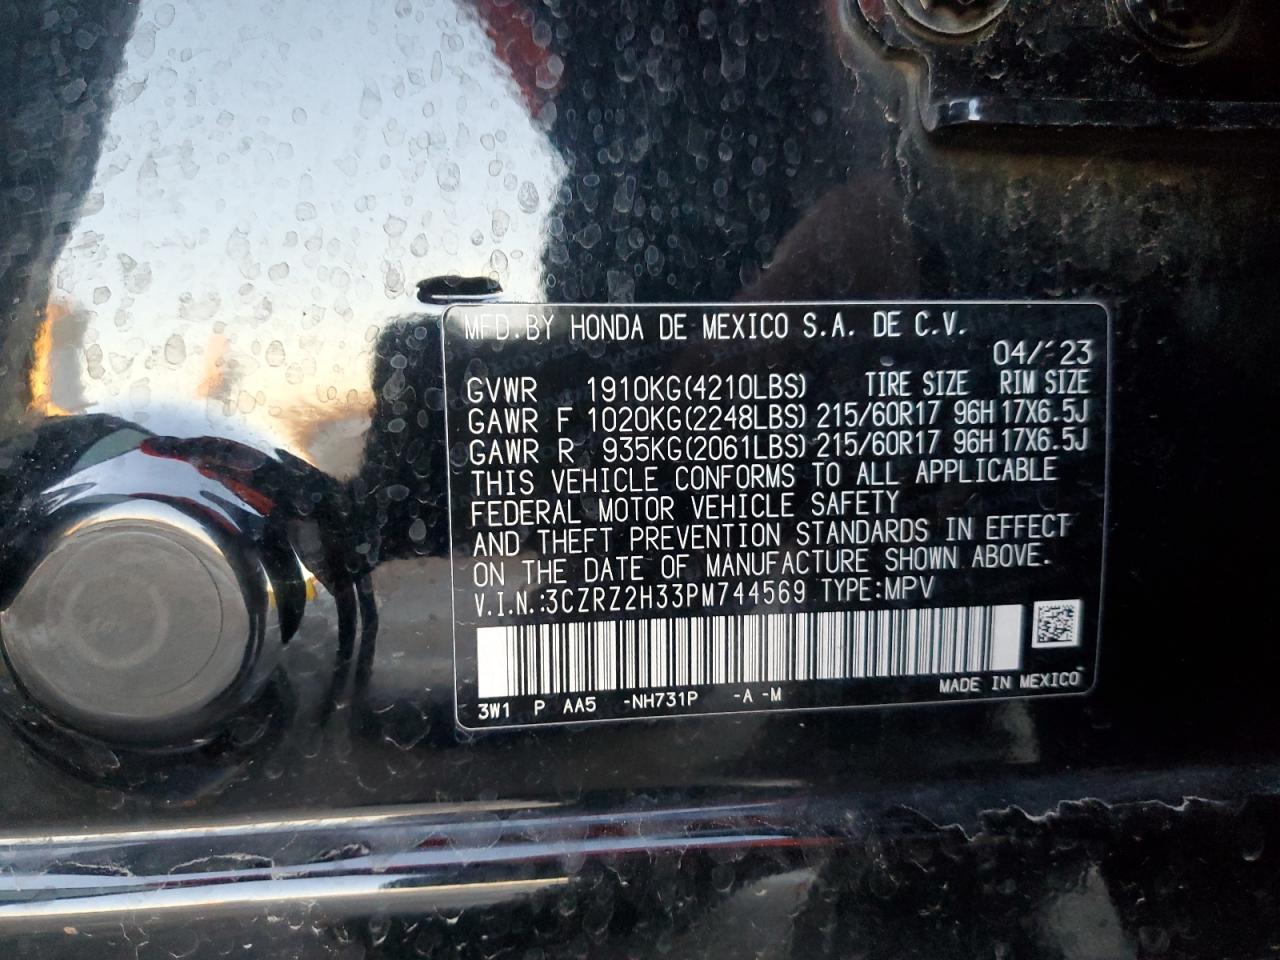 MFD. BY HONDA DE MEXICO S.A. DE C.V.
04/ 23
GVWR 1910KG(4210LBS) TIRE SIZE RIM SIZE
GAWR F 1020KG(2248LBS) 215/60R17 96H 17X6.5J
GAWR R 935KG(2061LBS) 215/60R17 96H 17X6.5J
THIS VEHICLE CONFORMS TO ALL APPLICABLE
FEDERAL MOTOR VEHICLE SAFETY
AND THEFT PREVENTION STANDARDS IN EFFECT
ON THE DATE OF MANUFACTURE SHOWN ABOVE.
V.I.N.:3CZRZ2H33PM744569 TYPE:MPV
3W1 P AA5 -NH731P -A -M MADE IN MEXICO